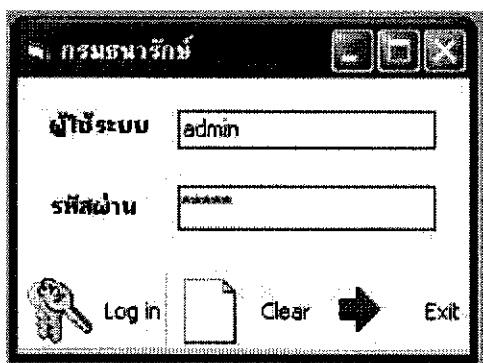 กรมธนารักษ์
ผู้ใช้ระบบ admin
รหัสผ่าน *****
Log in Clear Exit